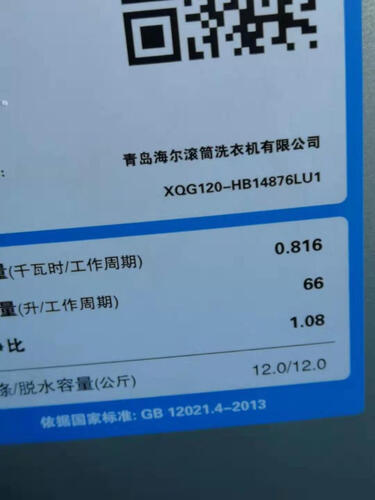 青岛海尔滚筒洗衣机有限公司
XQG120-HB14876LU1
量(千瓦时/工作周期) 0.816
量(升/工作周期) 66
净比 1.08
涤/脱水容量(公斤) 12.0/12.0
依据国家标准: GB 12021.4-2013